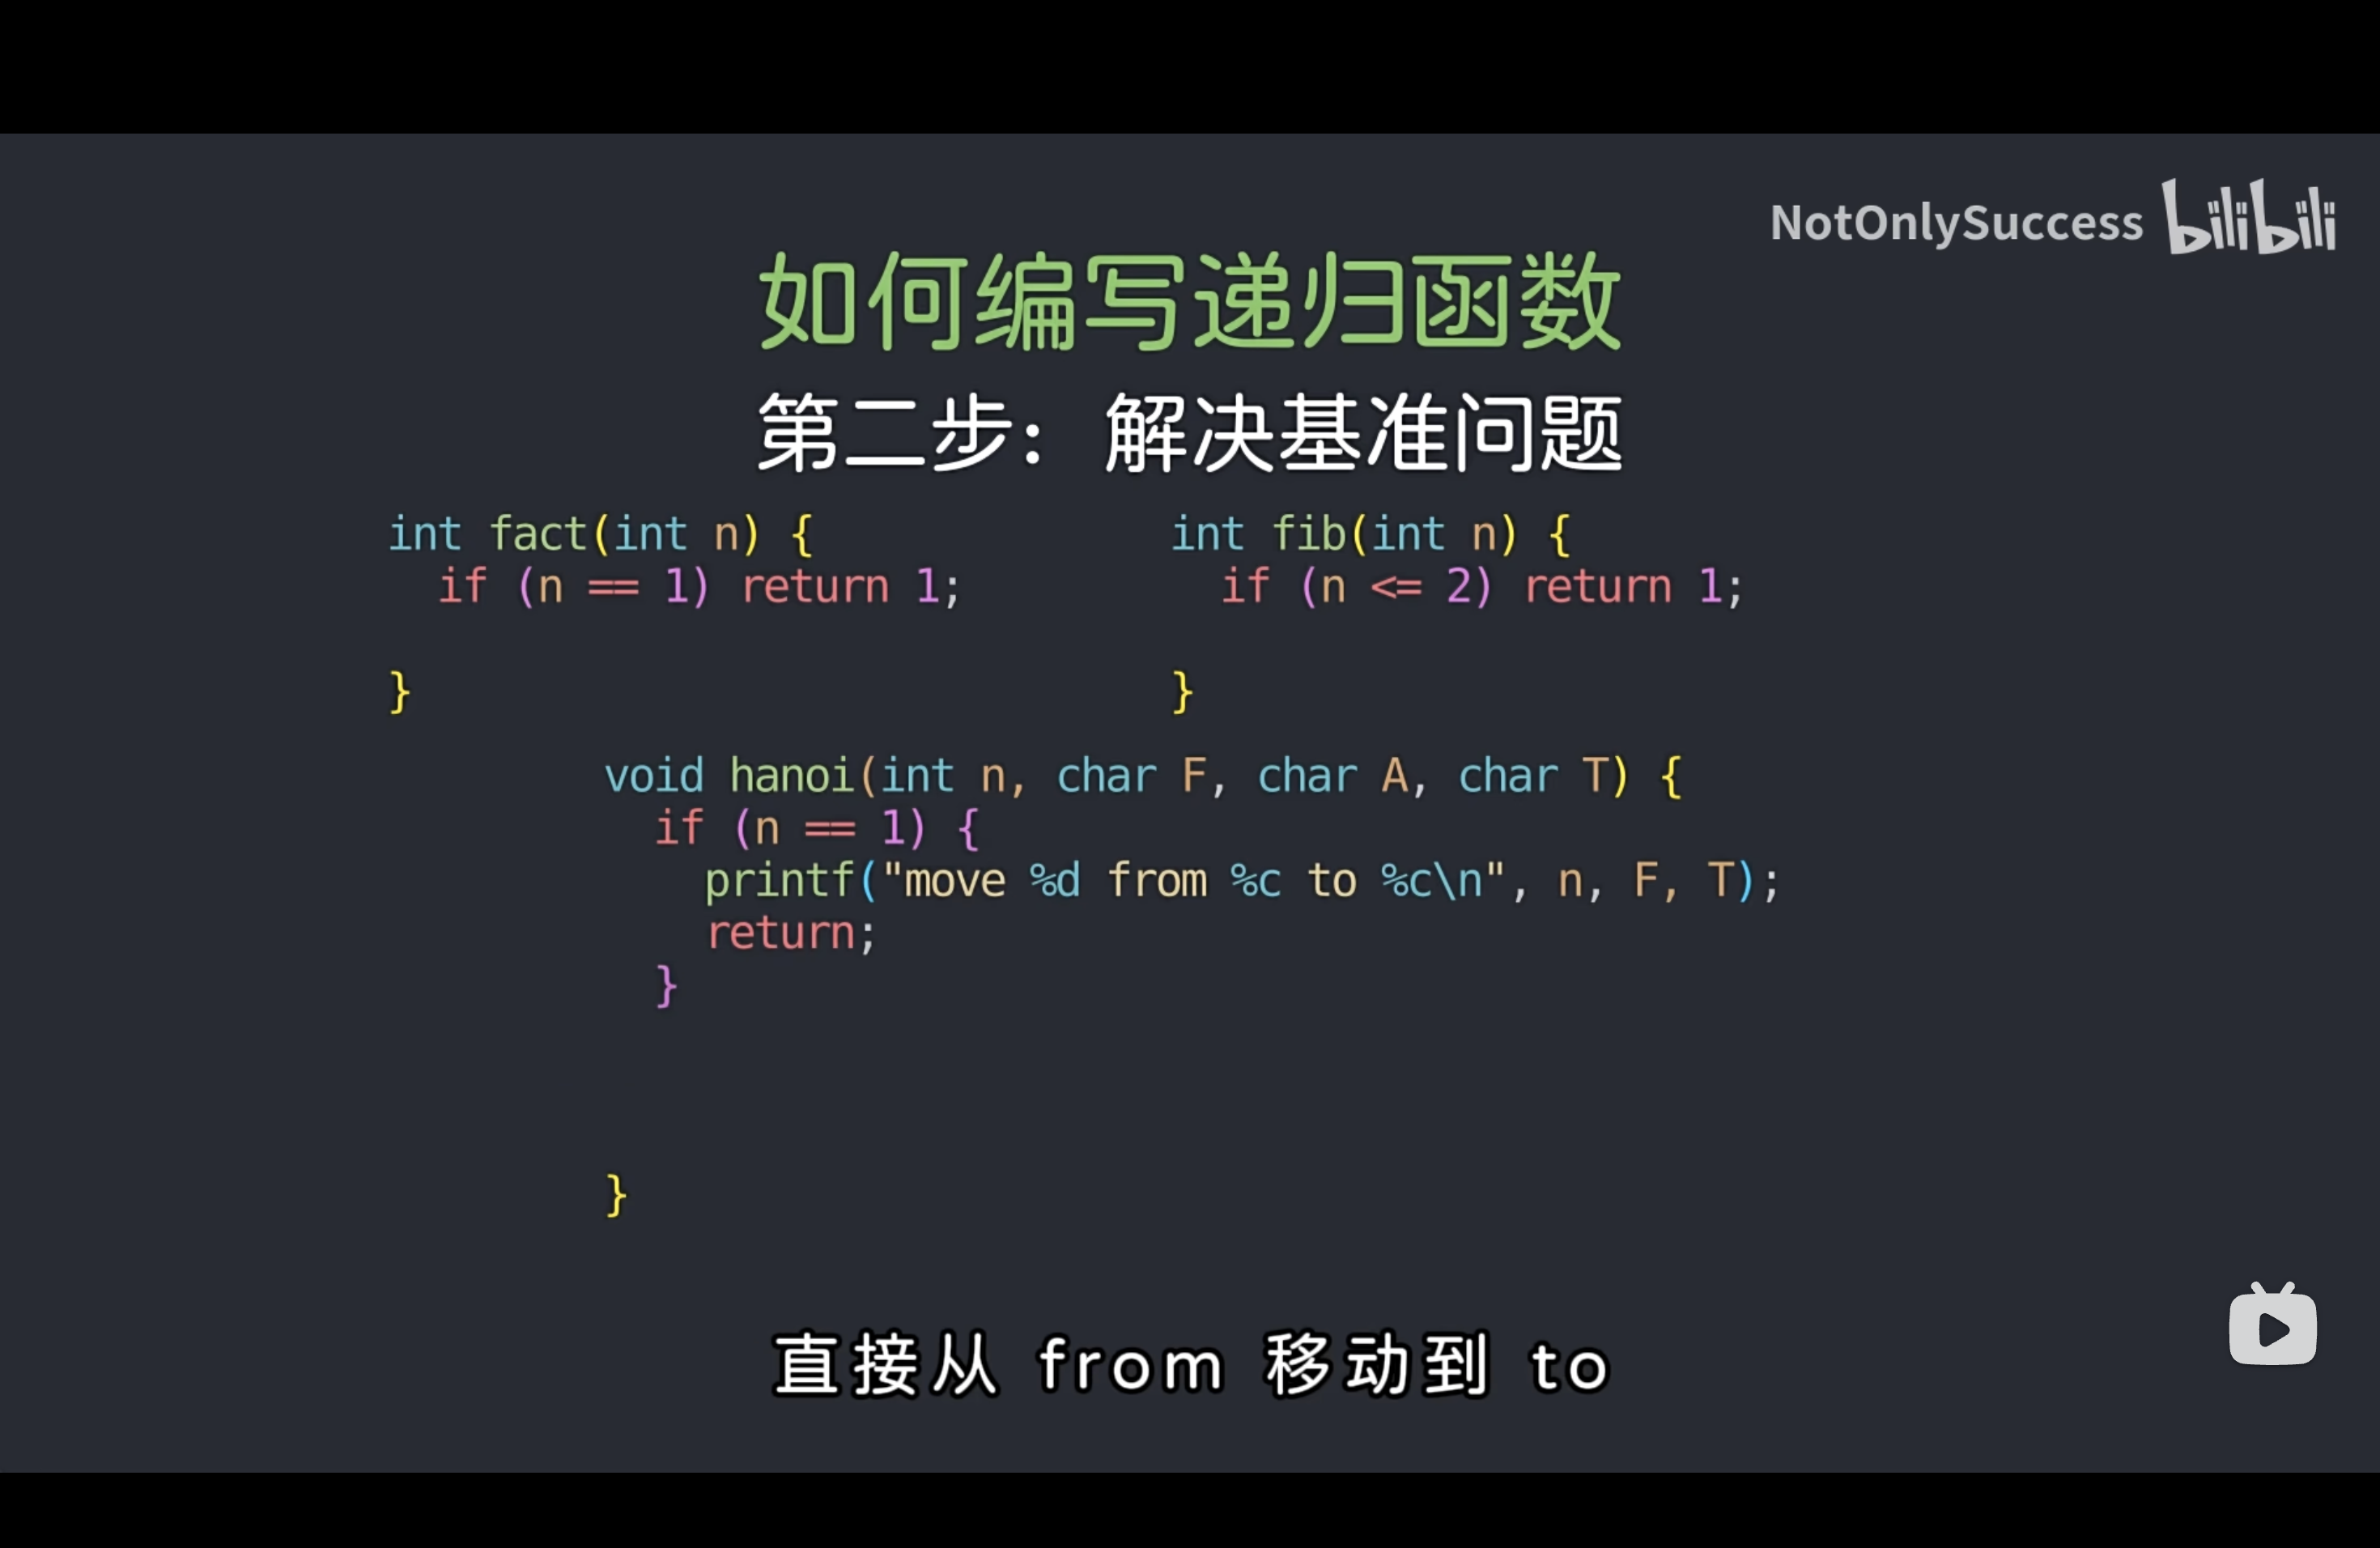 NotOnlySuccess bilibili
如何编写递归函数
第二步：解决基准问题
int fact(int n) {
if (n == 1) return 1;
}
int fib(int n) {
if (n <= 2) return 1;
}
void hanoi(int n, char F, char A, char T) {
if (n == 1) {
printf("move %d from %c to %c\n", n, F, T);
return;
}
}
直接从 from 移动到 to